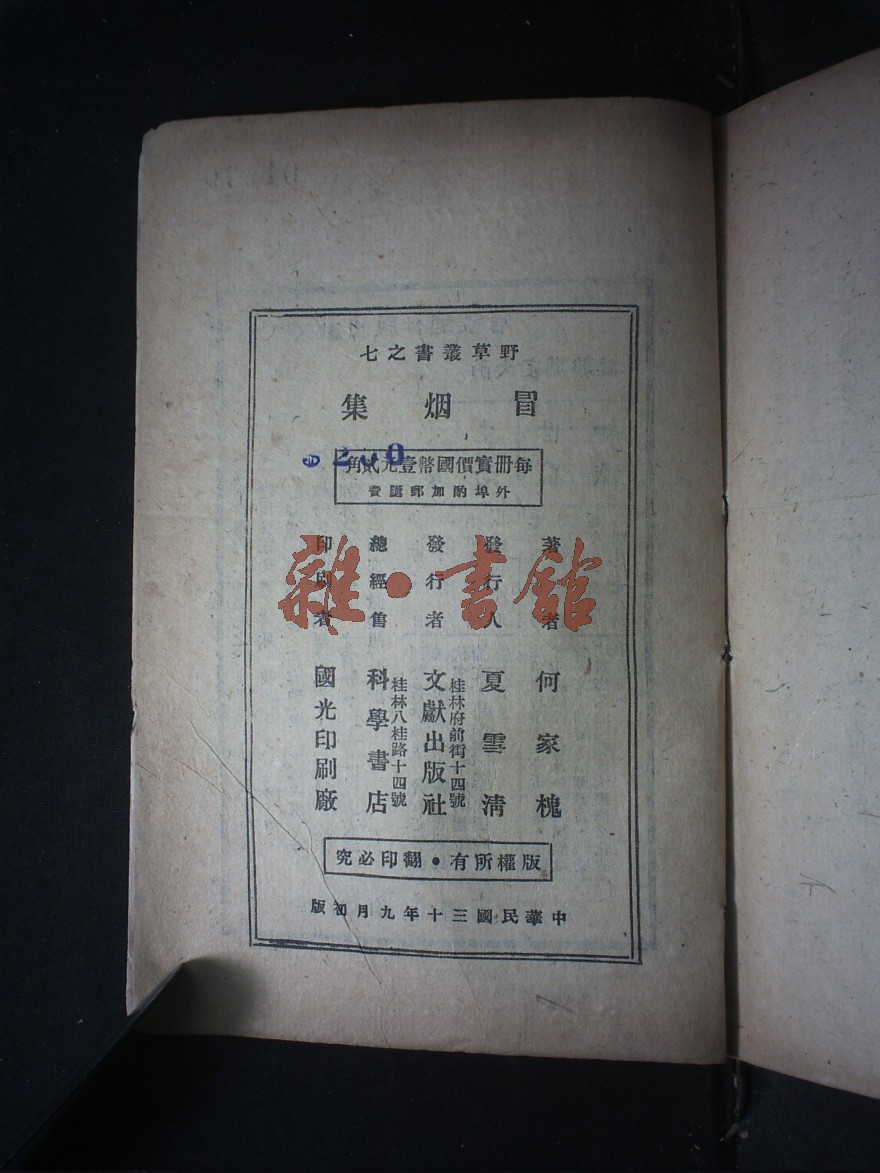 野草叢書之七
冒烟集
每冊實價國幣壹元貳角
外埠酌加郵匯費
著者 何家槐
發行人 夏雲清
發行者 文獻出版社
桂林府前街十四號
總經售 科學書店
桂林八桂路十四號
印刷者 國光印刷廠
版權所有・翻印必究
中華民國三十年九月初版
雜·書館